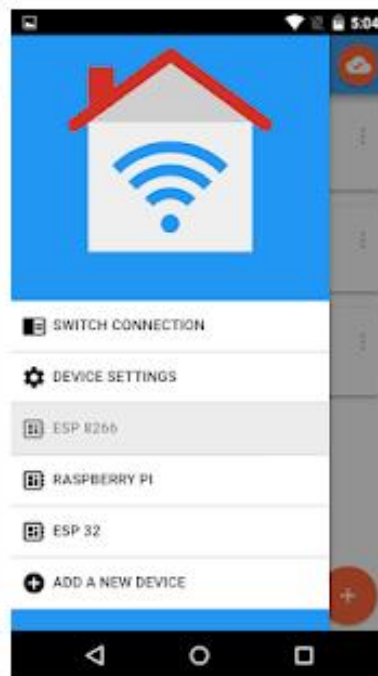 5:04
SWITCH CONNECTION
DEVICE SETTINGS
ESP 8266
RASPBERRY PI
ESP 32
ADD A NEW DEVICE